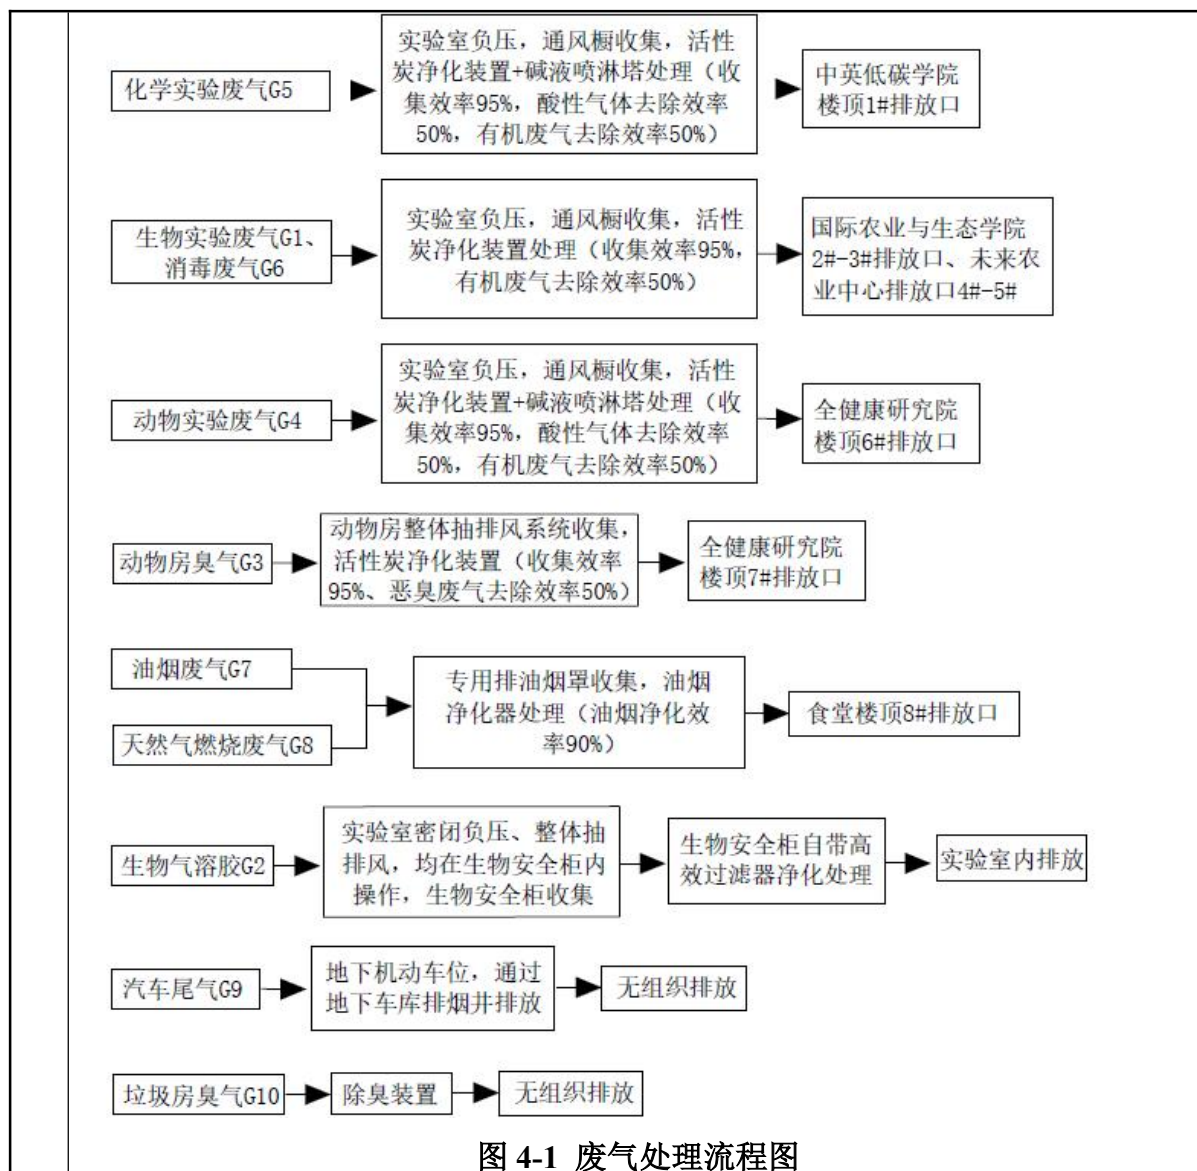 化学实验废气G5
实验室负压，通风橱收集，活性
炭净化装置+碱液喷淋塔处理（收
集效率95%，酸性气体去除效率
50%，有机废气去除效率50%）
中英低碳学院
楼顶1#排放口
生物实验废气G1、
消毒废气G6
实验室负压，通风橱收集，活性
炭净化装置处理（收集效率95%，
有机废气去除效率50%）
国际农业与生态学院
2#-3#排放口、未来农
业中心排放口4#-5#
动物实验废气G4
实验室负压，通风橱收集，活性
炭净化装置+碱液喷淋塔处理（收
集效率95%，酸性气体去除效率
50%，有机废气去除效率50%）
全健康研究院
楼顶6#排放口
动物房臭气G3
动物房整体抽排风系统收集，
活性炭净化装置（收集效率
95%、恶臭废气去除效率50%）
全健康研究院
楼顶7#排放口
油烟废气G7
天然气燃烧废气G8
专用排油烟罩收集，油烟
净化器处理（油烟净化效
率90%）
食堂楼顶8#排放口
生物气溶胶G2
实验室密闭负压、整体抽
排风，均在生物安全柜内
操作，生物安全柜收集
生物安全柜自带高
效过滤器净化处理
实验室内排放
汽车尾气G9
地下机动车位，通过
地下车库排烟井排放
无组织排放
垃圾房臭气G10
除臭装置
无组织排放
图 4-1 废气处理流程图